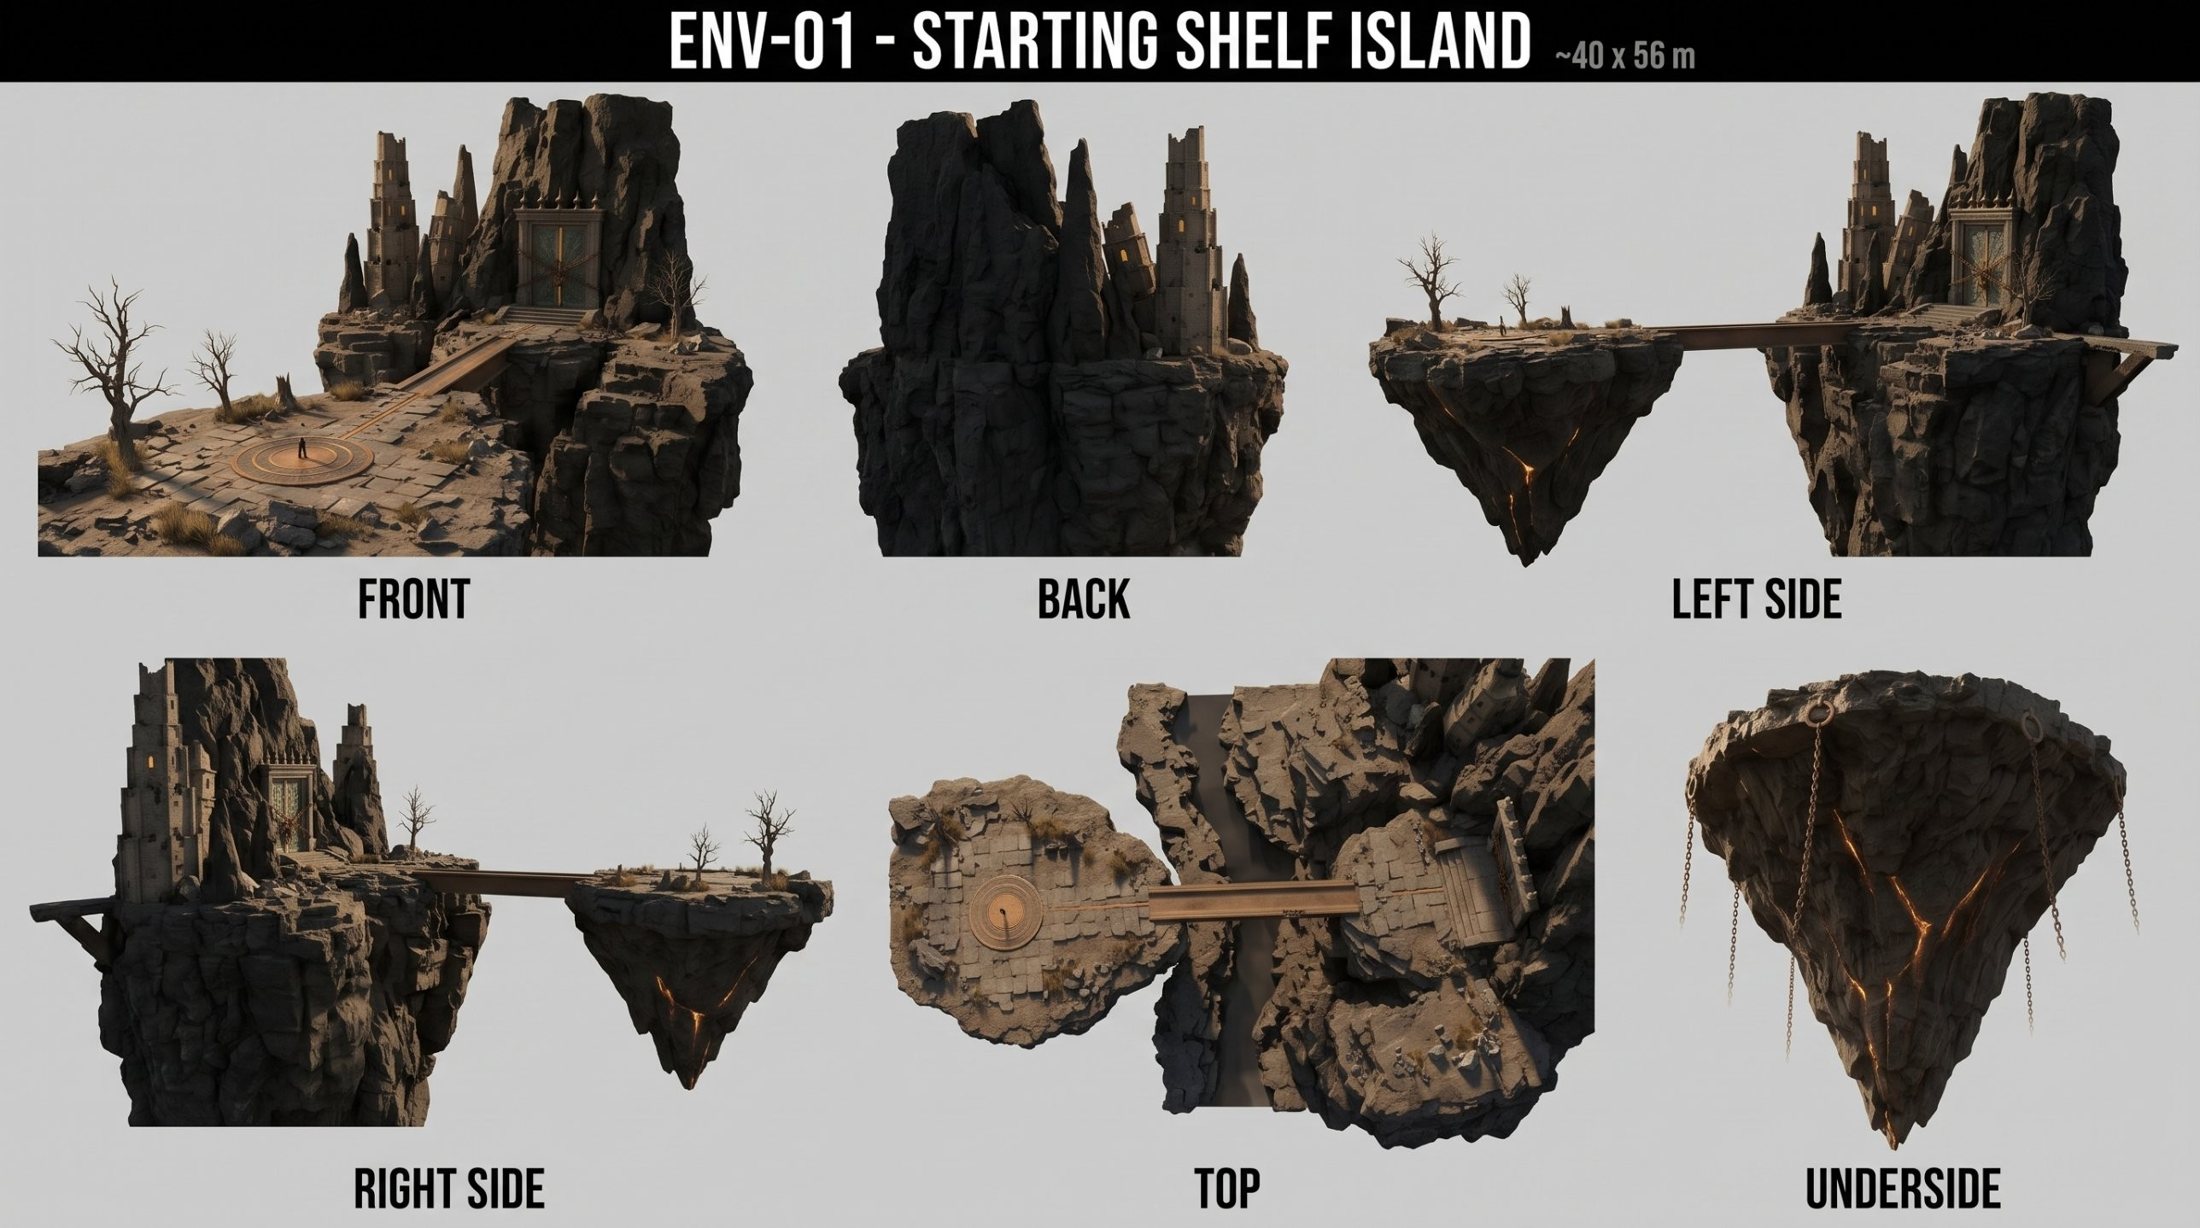 ENV-01 - STARTING SHELF ISLAND ~40 x 56 m
FRONT
BACK
LEFT SIDE
RIGHT SIDE
TOP
UNDERSIDE